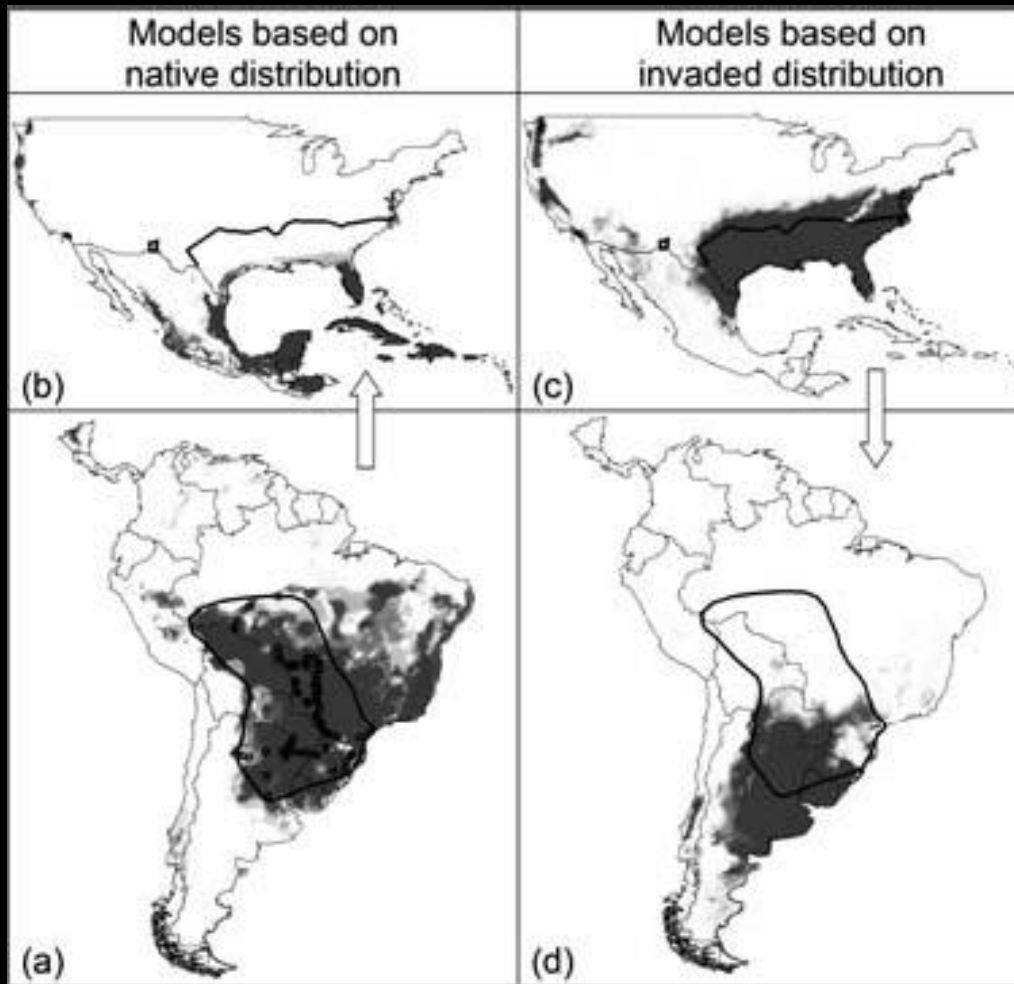 Models based on
native distribution
Models based on
invaded distribution
(b)
(c)
(a)
(d)